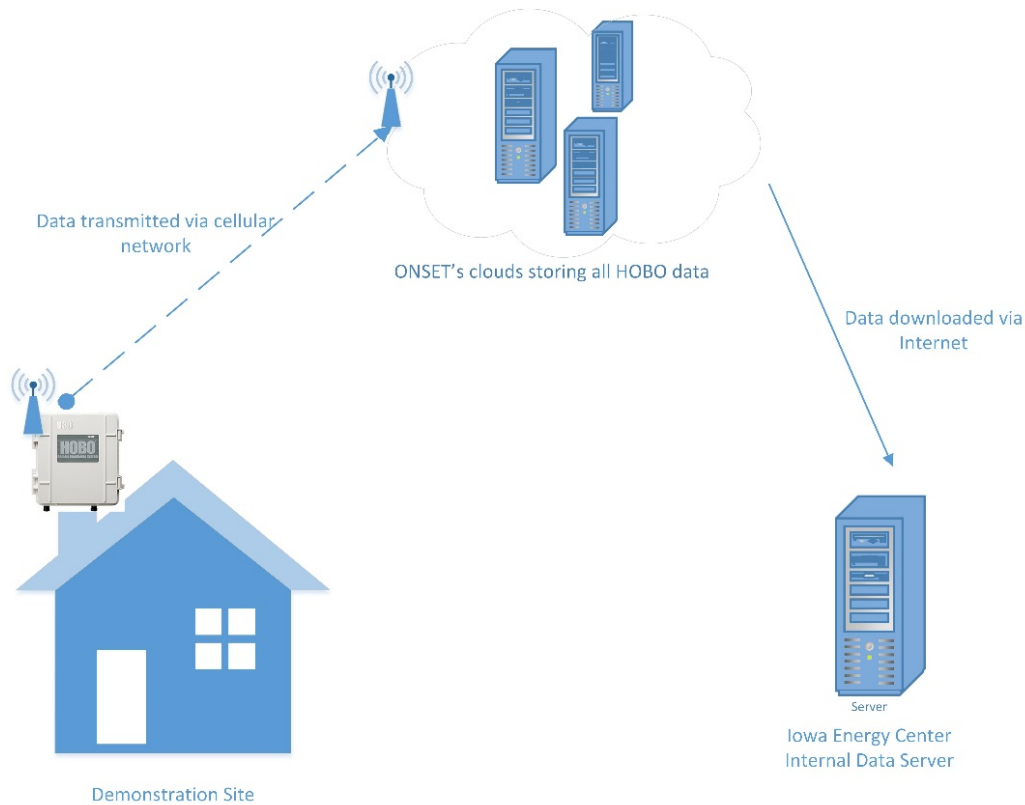 Data transmitted via cellular
network
ONSET's clouds storing all HOBO data
Data downloaded via
Internet
HOBO
Server
Iowa Energy Center
Internal Data Server
Demonstration Site